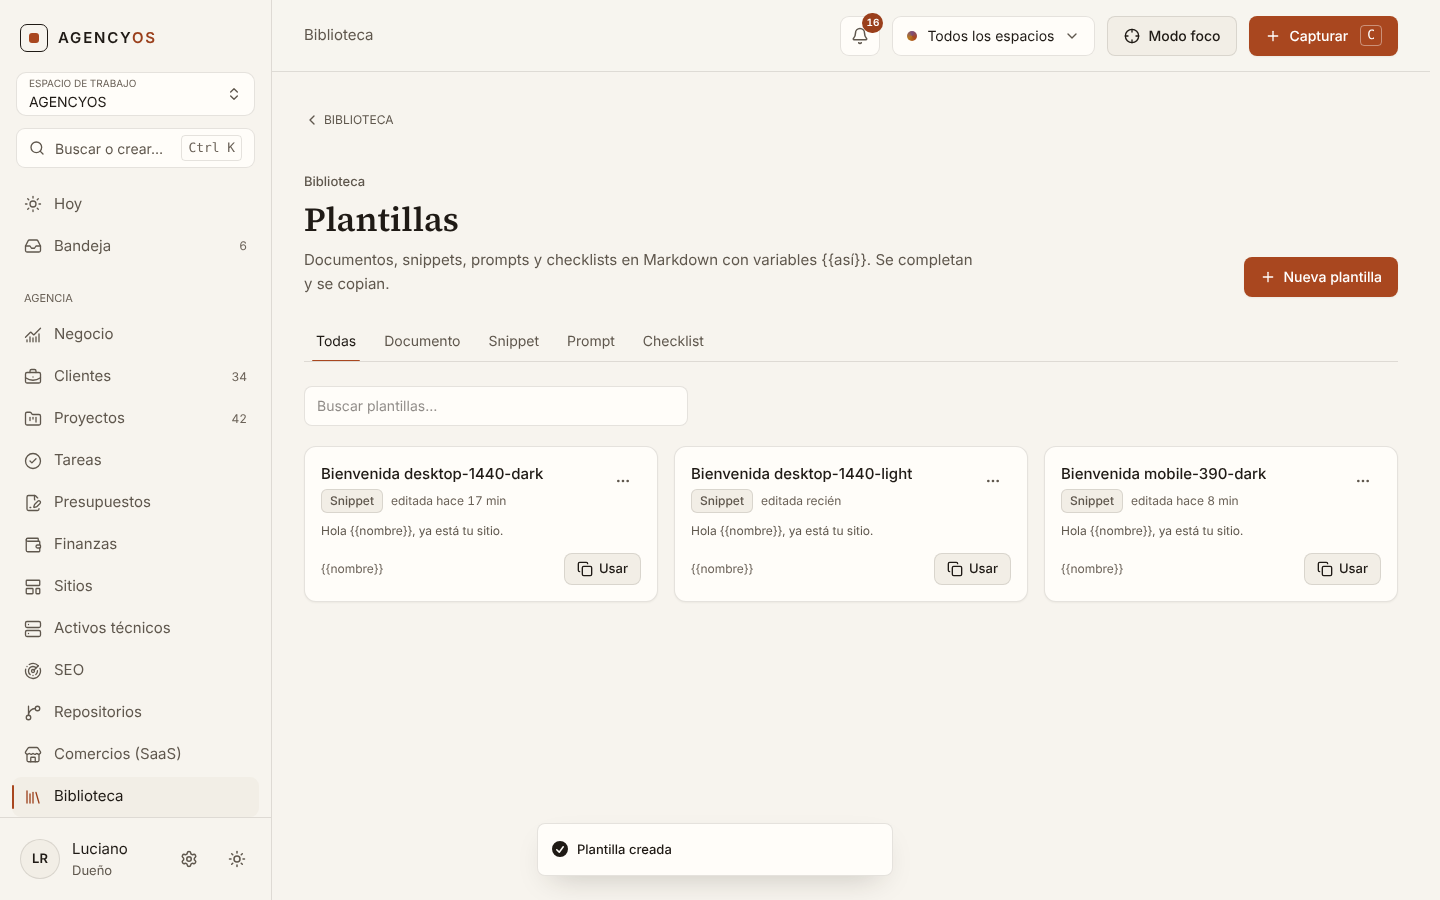 AGENCYOS
ESPACIO DE TRABAJO
AGENCYOS
Buscar o crear... Ctrl K
Hoy
Bandeja 6
AGENCIA
Negocio
Clientes 34
Proyectos 42
Tareas
Presupuestos
Finanzas
Sitios
Activos técnicos
SEO
Repositorios
Comercios (SaaS)
Biblioteca
LR
Luciano
Dueño
Biblioteca
16
Todos los espacios
Modo foco
Capturar C
BIBLIOTECA
Biblioteca
Plantillas
Documentos, snippets, prompts y checklists en Markdown con variables {{así}}. Se completan
y se copian.
Nueva plantilla
Todas Documento Snippet Prompt Checklist
Buscar plantillas...
Bienvenida desktop-1440-dark
Snippet editada hace 17 min
Hola {{nombre}}, ya está tu sitio.
{{nombre}} Usar
Bienvenida desktop-1440-light
Snippet editada recién
Hola {{nombre}}, ya está tu sitio.
{{nombre}} Usar
Bienvenida mobile-390-dark
Snippet editada hace 8 min
Hola {{nombre}}, ya está tu sitio.
{{nombre}} Usar
Plantilla creada